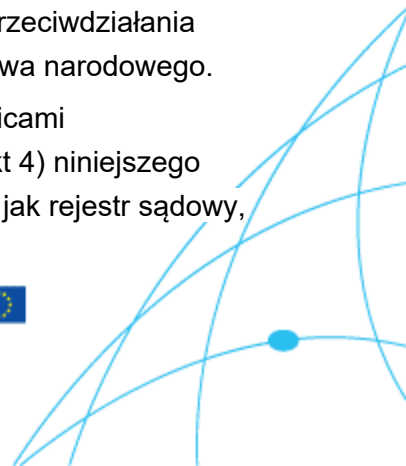 rzeciwdziałania
wa narodowego.
icami
kt 4) niniejszego
jak rejestr sądowy,